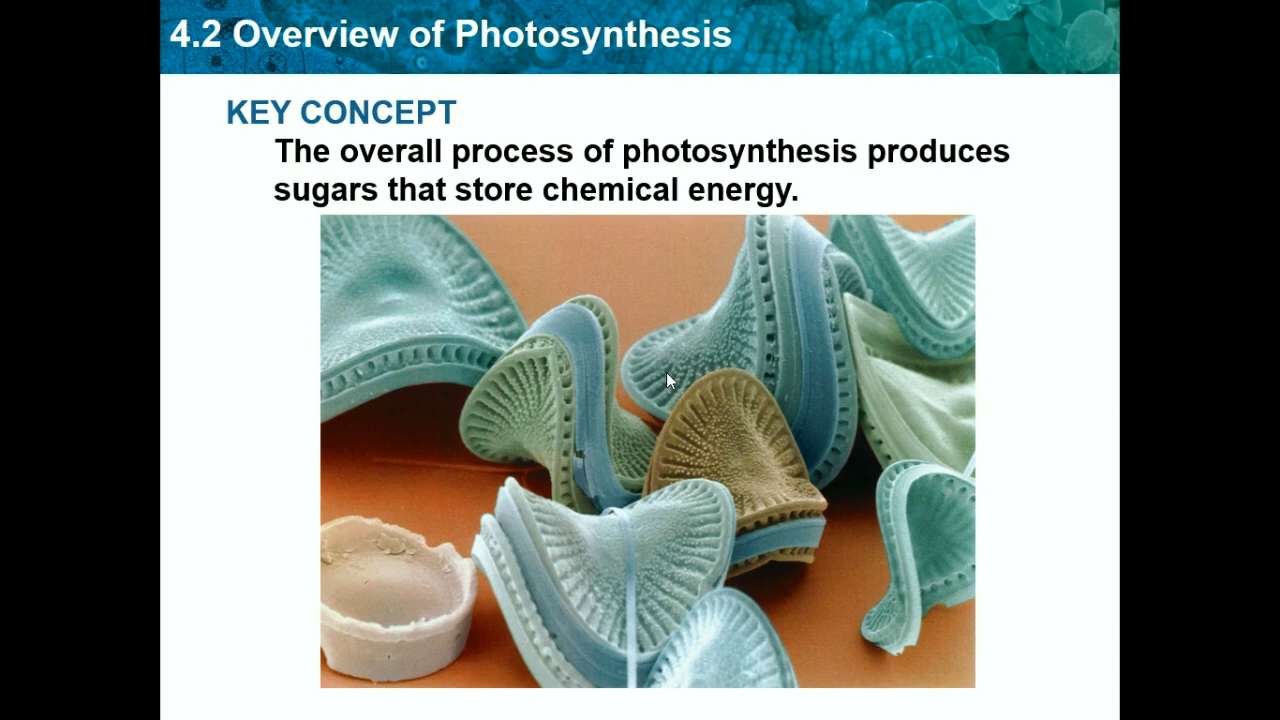 4.2 Overview of Photosynthesis
KEY CONCEPT
The overall process of photosynthesis produces
sugars that store chemical energy.